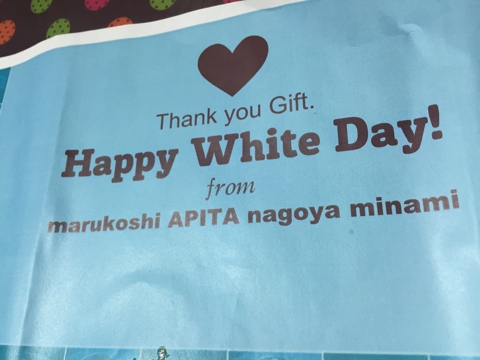 Thank you Gift.
Happy White Day!
from
marukoshi APITA nagoya minami